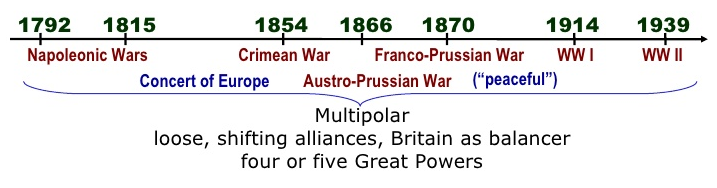 1792 1815 1854 1866 1870 1914 1939
Napoleonic Wars Crimean War Franco-Prussian War WW I WW II
Concert of Europe Austro-Prussian War (“peaceful”)
Multipolar
loose, shifting alliances, Britain as balancer
four or five Great Powers